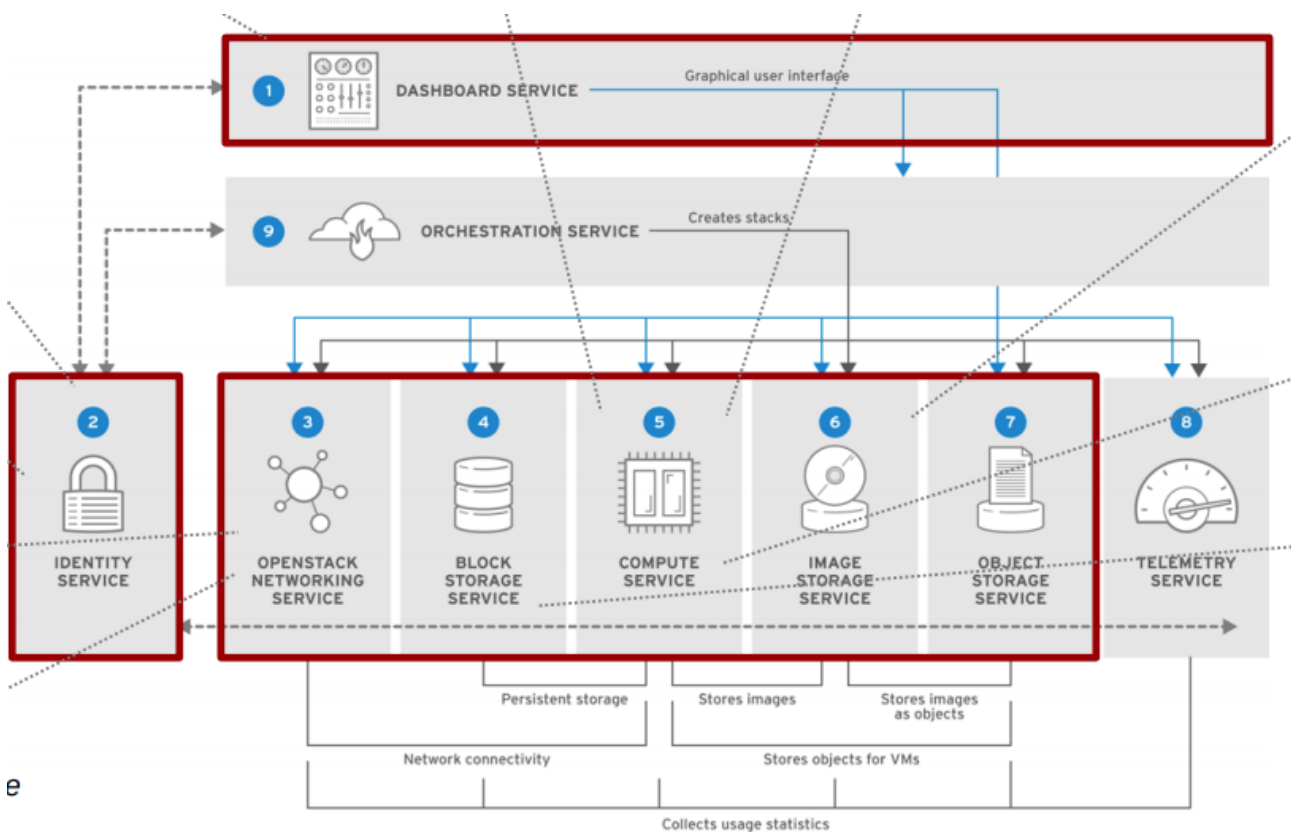 1
DASHBOARD SERVICE
Graphical user interface
9
ORCHESTRATION SERVICE
Creates stacks
2
IDENTITY
SERVICE
3
OPENSTACK
NETWORKING
SERVICE
4
BLOCK
STORAGE
SERVICE
5
COMPUTE
SERVICE
6
IMAGE
STORAGE
SERVICE
7
OBJECT
STORAGE
SERVICE
8
TELEMETRY
SERVICE
Persistent storage
Stores images
Stores images
as objects
Network connectivity
Stores objects for VMs
e
Collects usage statistics